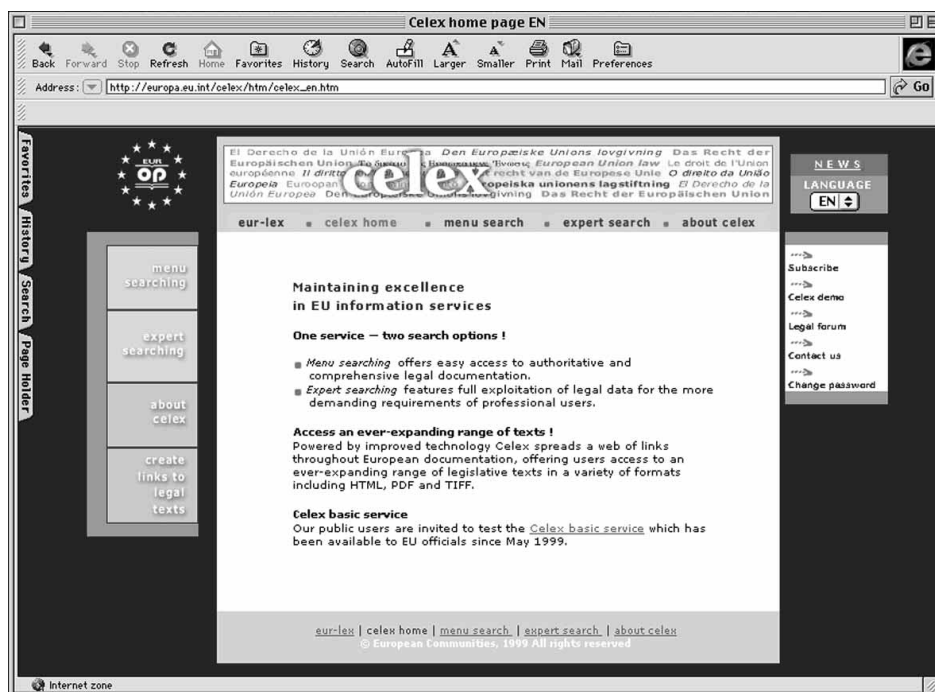 Celex home page EN
Back Forward Stop Refresh Home Favorites History Search AutoFill Larger Smaller Print Mail Preferences
Address: http://europa.eu.int/celex/htm/celex_en.htm Go
Favorites
History
Search
Page Holder
EUR
OP
El Derecho de la Unión Europea Den Europæiske Unions lovgivning Das Recht der
Europäischen Union European Union law Le droit de l'Union
européenne Il diritto recht van de Europese Unie O direito da União
Europeia Europeiska unionens lagstiftning El Derecho de la
Unión Europea Den Europæiske Unions lovgivning Das Recht der Europäischen Union
celex
NEWS
LANGUAGE
EN
eur-lex celex home menu search expert search about celex
menu
searching
expert
searching
about
celex
create
links to
legal
texts
Maintaining excellence
in EU information services
One service – two search options !
Menu searching offers easy access to authoritative and
comprehensive legal documentation.
Expert searching features full exploitation of legal data for the more
demanding requirements of professional users.
Access an ever-expanding range of texts !
Powered by improved technology Celex spreads a web of links
throughout European documentation, offering users access to an
ever-expanding range of legislative texts in a variety of formats
including HTML, PDF and TIFF.
Celex basic service
Our public users are invited to test the Celex basic service which has
been available to EU officials since May 1999.
Subscribe
Celex demo
Legal forum
Contact us
Change password
eur-lex | celex home | menu search | expert search | about celex
© European Communities, 1999 All rights reserved
Internet zone